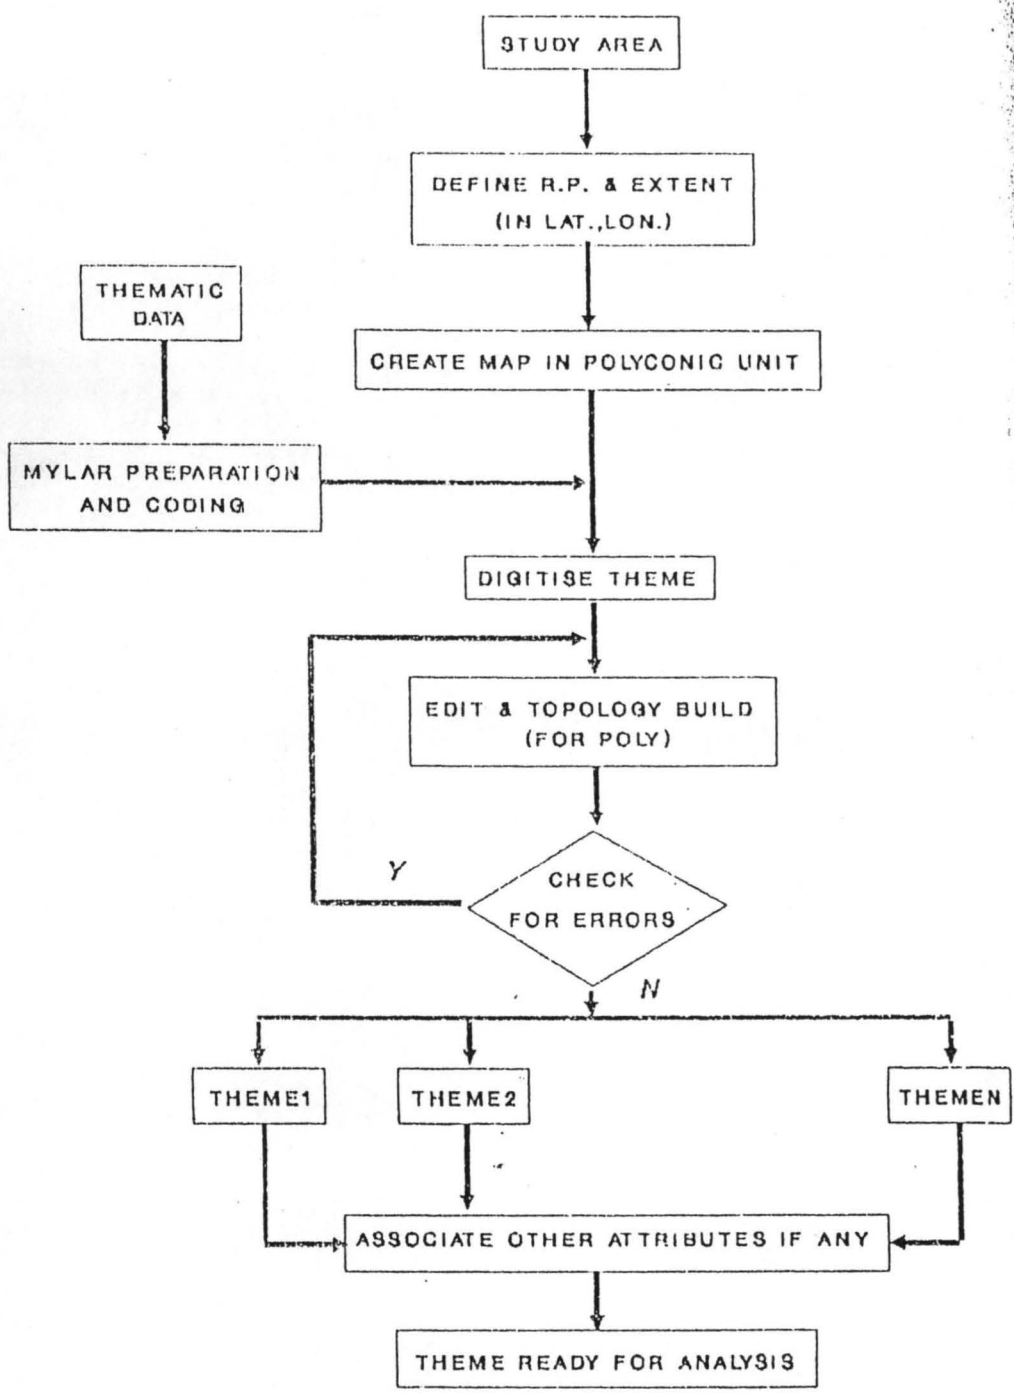 STUDY AREA
DEFINE R.P. & EXTENT
(IN LAT.,LON.)
THEMATIC
DATA
CREATE MAP IN POLYCONIC UNIT
MYLAR PREPARATION
AND CODING
DIGITISE THEME
EDIT & TOPOLOGY BUILD
(FOR POLY)
Y
CHECK
FOR ERRORS
N
THEME1
THEME2
THEMEN
ASSOCIATE OTHER ATTRIBUTES IF ANY
THEME READY FOR ANALYSIS